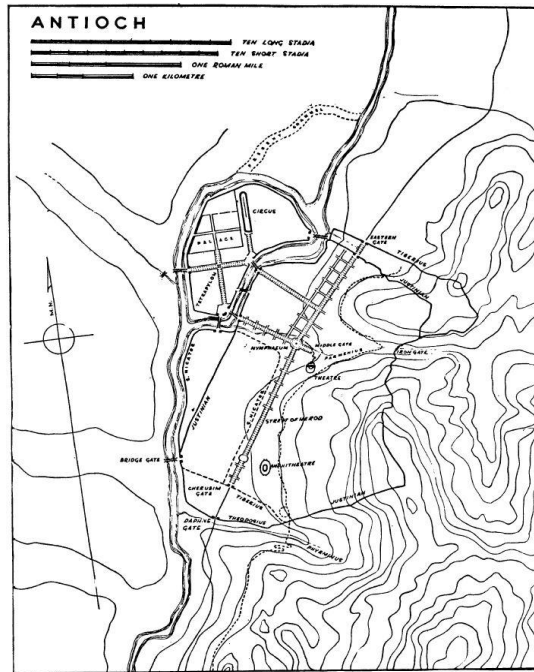 ANTIOCH
TEN LONG STADIA
TEN SHORT STADIA
ONE ROMAN MILE
ONE KILOMETRE
CIRCUS
PALACE
EASTERN
GATE
TIBERIUS
JUSTINIAN
TETRAPYLON
NYMPHAEUM
MIDDLE GATE
PARMENIUS
IRON GATE
THEATRE
JUSTINIAN
STREET OF HEROD
BRIDGE GATE
AMPHITHEATRE
CHERUBIM
GATE
TIBERIUS
JUSTINIAN
DAPHNE
GATE
THEODOSIUS
PHYRMINUS